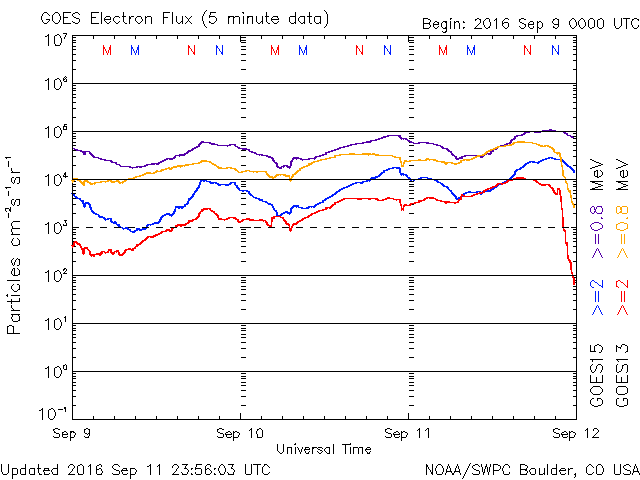 GOES Electron Flux (5 minute data)
Begin: 2016 Sep 9 0000 UTC
Particles cm⁻²s⁻¹sr⁻¹
10⁷
10⁶
10⁵
10⁴
10³
10²
10¹
10⁰
10⁻¹
M M N N M M N N M M N N
Sep 9 Sep 10 Sep 11 Sep 12
Universal Time
GOES15 >=2 >=0.8 MeV
GOES13 >=2 >=0.8 MeV
Updated 2016 Sep 11 23:56:03 UTC
NOAA/SWPC Boulder, CO USA